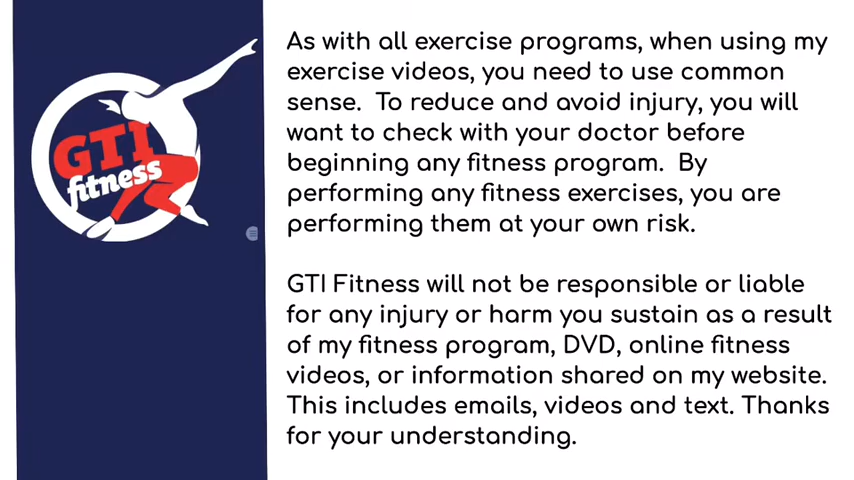 GTI
fitness
As with all exercise programs, when using my
exercise videos, you need to use common
sense.  To reduce and avoid injury, you will
want to check with your doctor before
beginning any fitness program.  By
performing any fitness exercises, you are
performing them at your own risk.
GTI Fitness will not be responsible or liable
for any injury or harm you sustain as a result
of my fitness program, DVD, online fitness
videos, or information shared on my website.
This includes emails, videos and text. Thanks
for your understanding.